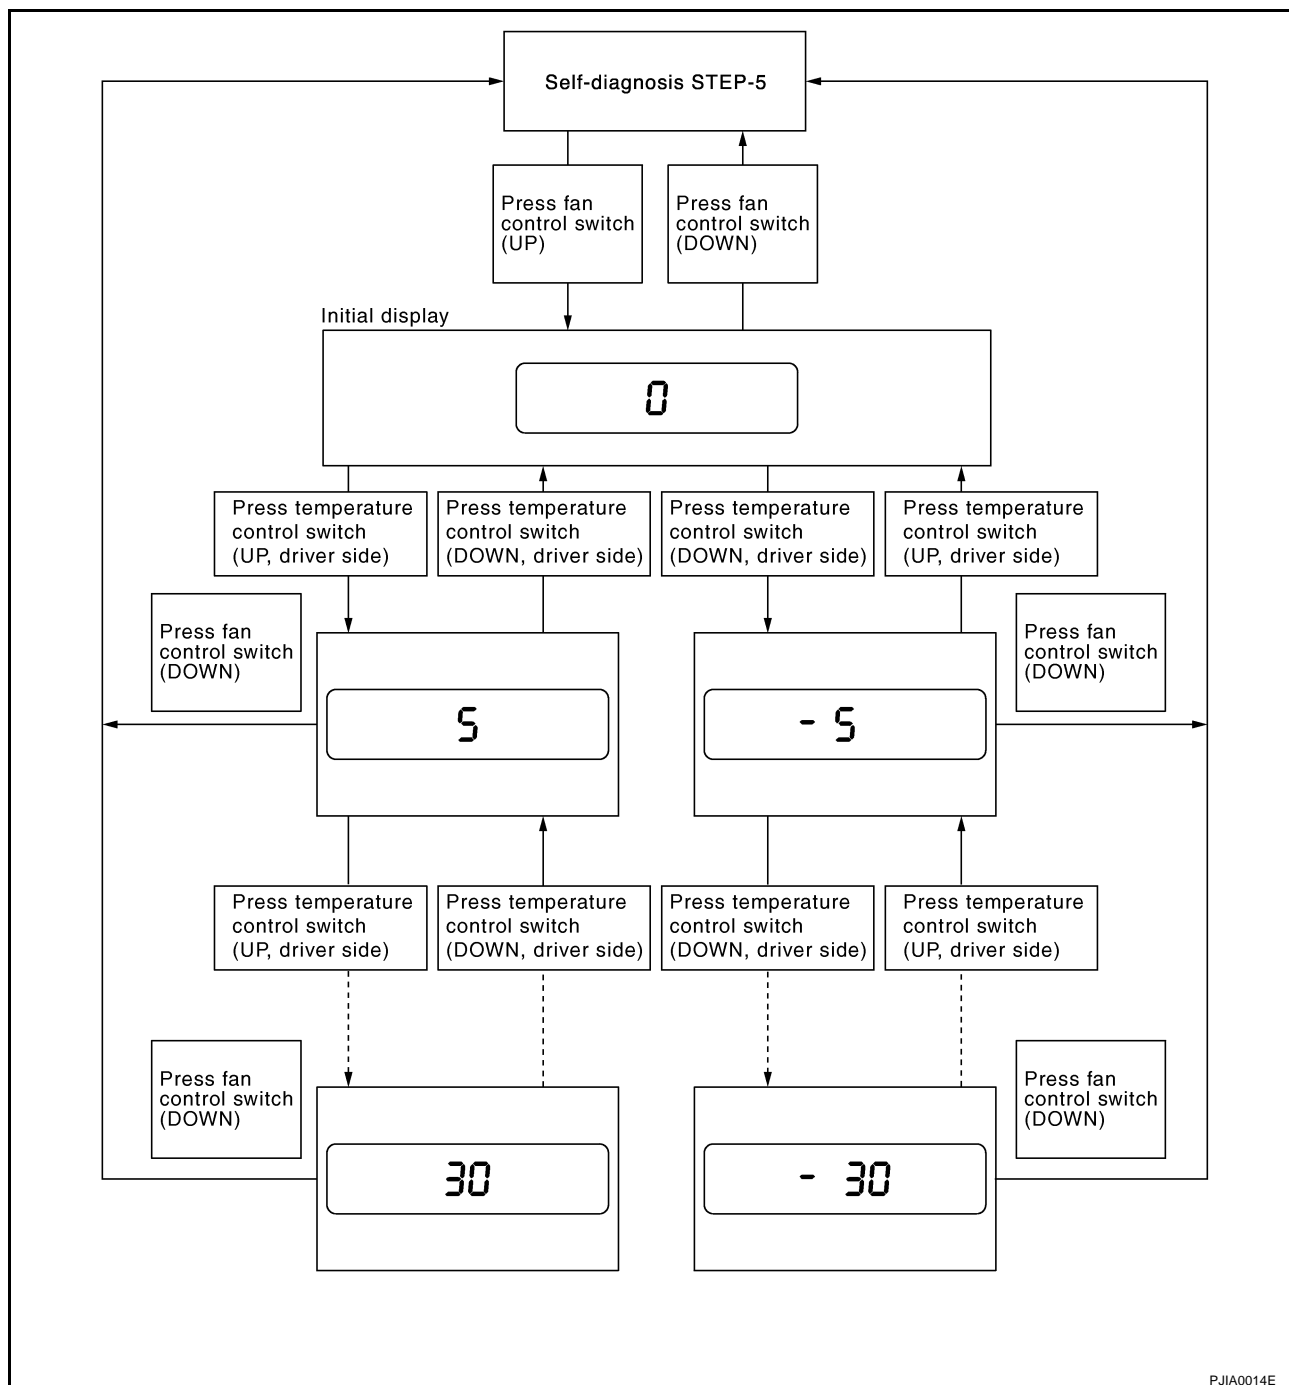 Self-diagnosis STEP-5
Press fan
control switch
(UP)
Press fan
control switch
(DOWN)
Initial display
0
Press temperature
control switch
(UP, driver side)
Press temperature
control switch
(DOWN, driver side)
Press temperature
control switch
(DOWN, driver side)
Press temperature
control switch
(UP, driver side)
Press fan
control switch
(DOWN)
5
- 5
Press fan
control switch
(DOWN)
Press temperature
control switch
(UP, driver side)
Press temperature
control switch
(DOWN, driver side)
Press temperature
control switch
(DOWN, driver side)
Press temperature
control switch
(UP, driver side)
Press fan
control switch
(DOWN)
30
- 30
Press fan
control switch
(DOWN)
PJIA0014E